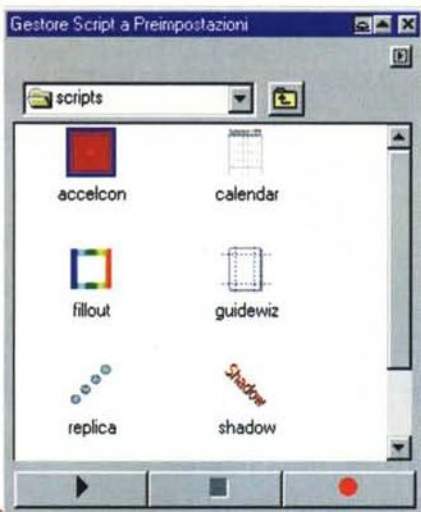 Gestore Script a Preimpostazioni
scripts
accelcon calendar
fillout guidewiz
Shadow
replica shadow